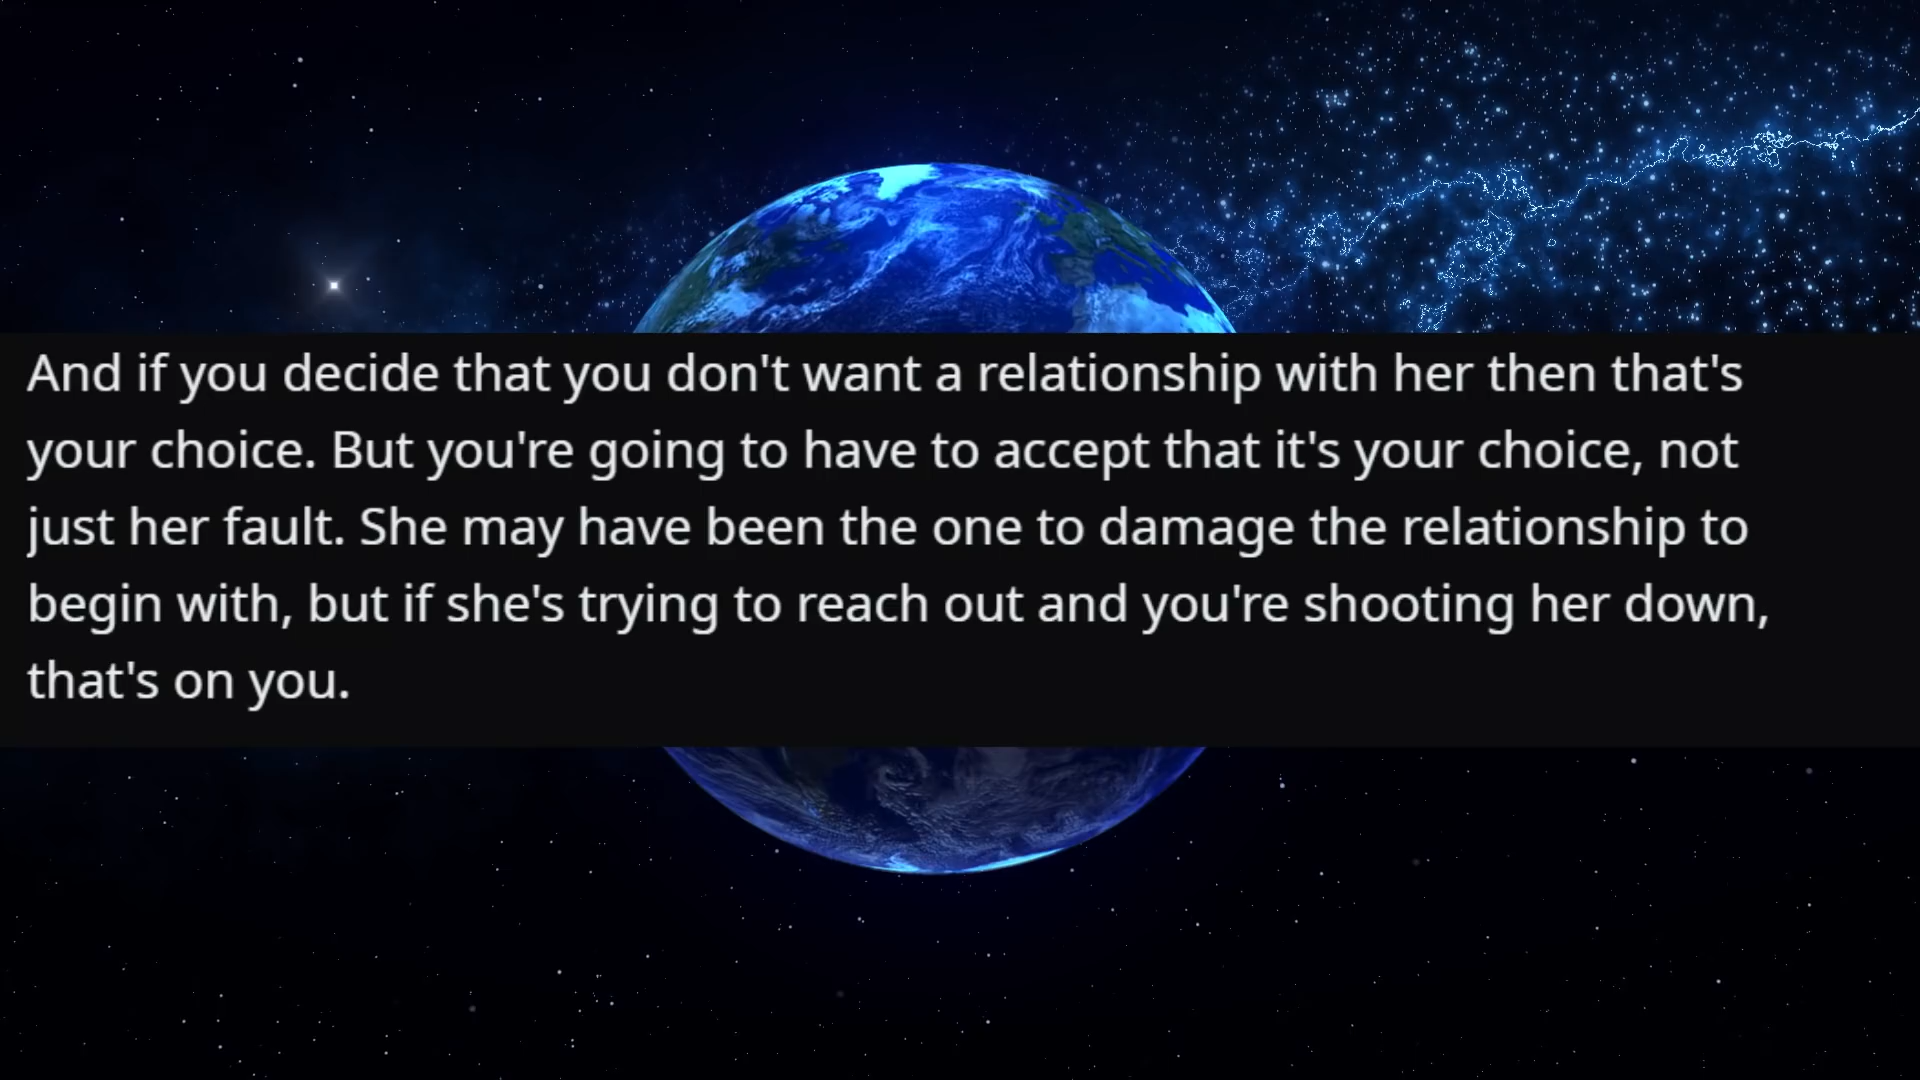 And if you decide that you don't want a relationship with her then that's
your choice. But you're going to have to accept that it's your choice, not
just her fault. She may have been the one to damage the relationship to
begin with, but if she's trying to reach out and you're shooting her down,
that's on you.